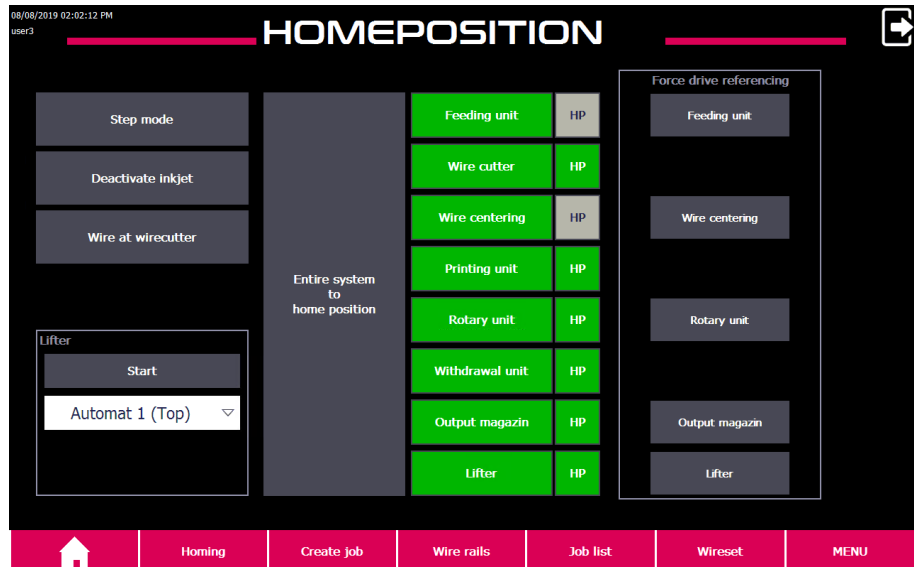 08/08/2019 02:02:12 PM
user3
HOMEPOSITION
Step mode
Deactivate inkjet
Wire at wirecutter
Lifter
Start
Automat 1 (Top)
Entire system
to
home position
Feeding unit HP
Wire cutter HP
Wire centering HP
Printing unit HP
Rotary unit HP
Withdrawal unit HP
Output magazin HP
Lifter HP
Force drive referencing
Feeding unit
Wire centering
Rotary unit
Output magazin
Lifter
Homing Create job Wire rails Job list Wireset MENU